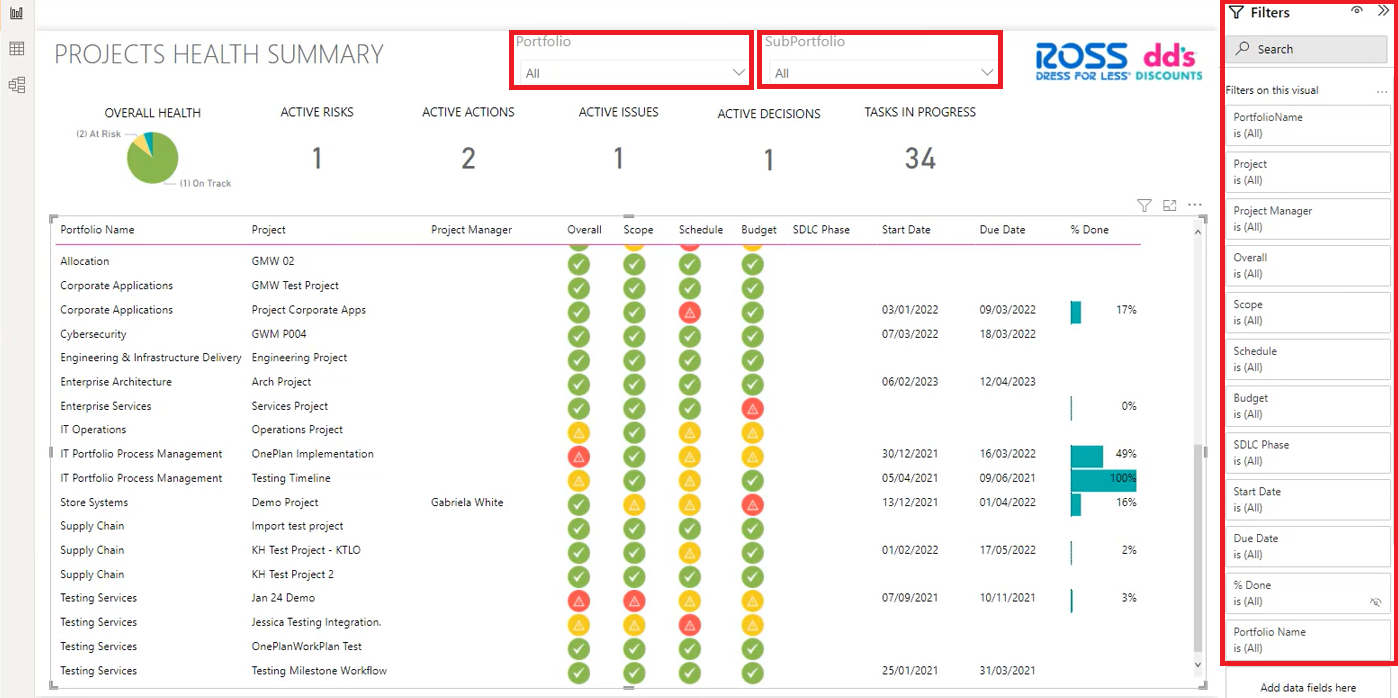 Filters
PROJECTS HEALTH SUMMARY
Portfolio
All
SubPortfolio
All
ROSS
DRESS FOR LESS®
dd's
DISCOUNTS
Search
Filters on this visual
OVERALL HEALTH
(2) At Risk
(1) On Track
ACTIVE RISKS
1
ACTIVE ACTIONS
2
ACTIVE ISSUES
1
ACTIVE DECISIONS
1
TASKS IN PROGRESS
34
Portfolio Name Project Project Manager Overall Scope Schedule Budget SDLC Phase Start Date Due Date % Done
Allocation GMW 02
Corporate Applications GMW Test Project
Corporate Applications Project Corporate Apps 03/01/2022 09/03/2022 17%
Cybersecurity GWM P004 07/03/2022 18/03/2022
Engineering & Infrastructure Delivery Engineering Project
Enterprise Architecture Arch Project 06/02/2023 12/04/2023
Enterprise Services Services Project 0%
IT Operations Operations Project
IT Portfolio Process Management OnePlan Implementation 30/12/2021 16/03/2022 49%
IT Portfolio Process Management Testing Timeline 05/04/2021 09/06/2021 100%
Store Systems Demo Project Gabriela White 13/12/2021 01/04/2022 16%
Supply Chain Import test project
Supply Chain KH Test Project - KTLO 01/02/2022 17/05/2022 2%
Supply Chain KH Test Project 2
Testing Services Jan 24 Demo 07/09/2021 10/11/2021 3%
Testing Services Jessica Testing Integration.
Testing Services OnePlanWorkPlan Test
Testing Services Testing Milestone Workflow 25/01/2021 31/03/2021
PortfolioName
is (All)
Project
is (All)
Project Manager
is (All)
Overall
is (All)
Scope
is (All)
Schedule
is (All)
Budget
is (All)
SDLC Phase
is (All)
Start Date
is (All)
Due Date
is (All)
% Done
is (All)
Portfolio Name
is (All)
Add data fields here